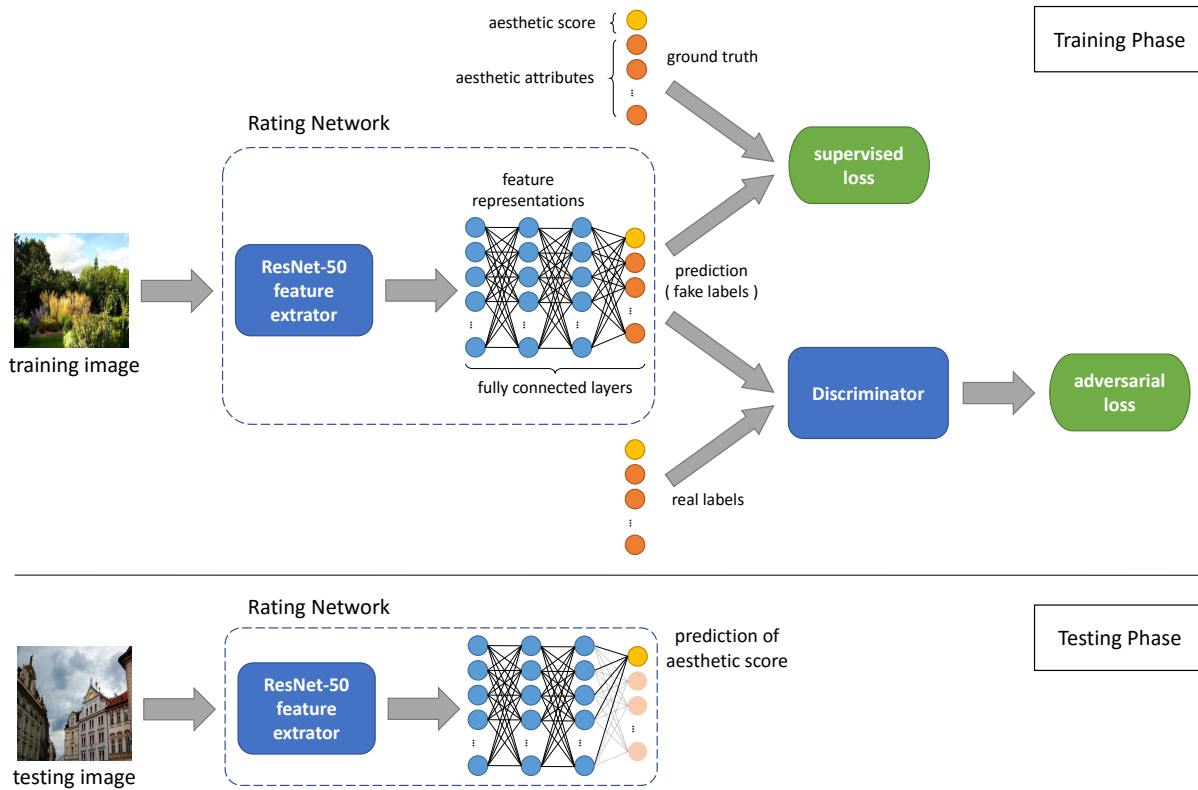 aesthetic score
aesthetic attributes
...
ground truth
Training Phase
Rating Network
supervised
loss
feature
representations
ResNet-50
feature
extrator
prediction
( fake labels )
... ... ... ...
training image
fully connected layers
Discriminator
adversarial
loss
real labels
...
Rating Network
Testing Phase
prediction of
aesthetic score
ResNet-50
feature
extrator
... ... ... ...
testing image